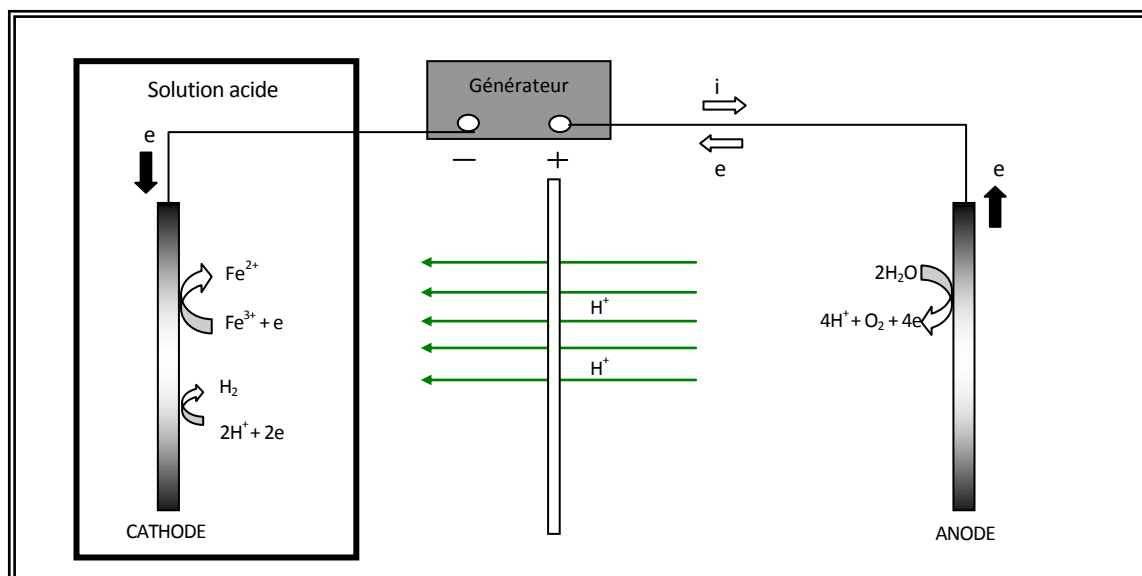 Solution acide
Générateur
i
e
e
e
— +
Fe²⁺
Fe³⁺ + e
H₂
2H⁺ + 2e
H⁺
H⁺
2H₂O
4H⁺ + O₂ + 4e
CATHODE
ANODE